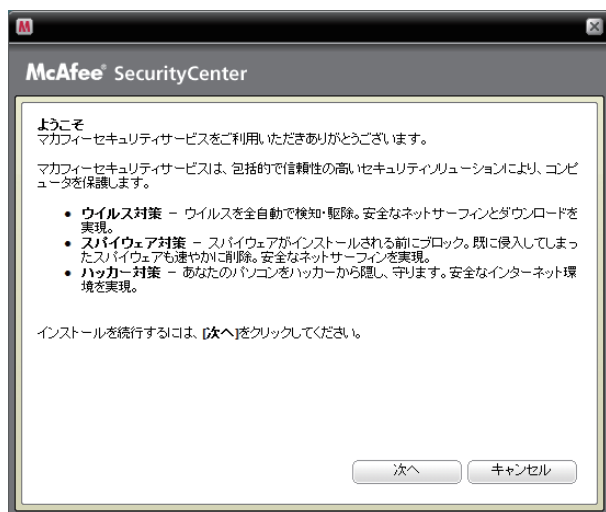 McAfee® SecurityCenter
ようこそ
マカフィーセキュリティサービスをご利用いただきありがとうございます。
マカフィーセキュリティサービスは、包括的で信頼性の高いセキュリティソリューションにより、コンピ
ュータを保護します。
• ウイルス対策 − ウイルスを全自動で検知・駆除。安全なネットサーフィンとダウンロードを
実現。
• スパイウェア対策 − スパイウェアがインストールされる前にブロック。既に侵入してしまっ
たスパイウェアも速やかに削除。安全なネットサーフィンを実現。
• ハッカー対策 − あなたのパソコンをハッカーから隠し、守ります。安全なインターネット環
境を実現。
インストールを続行するには、[次へ]をクリックしてください。
次へ
キャンセル